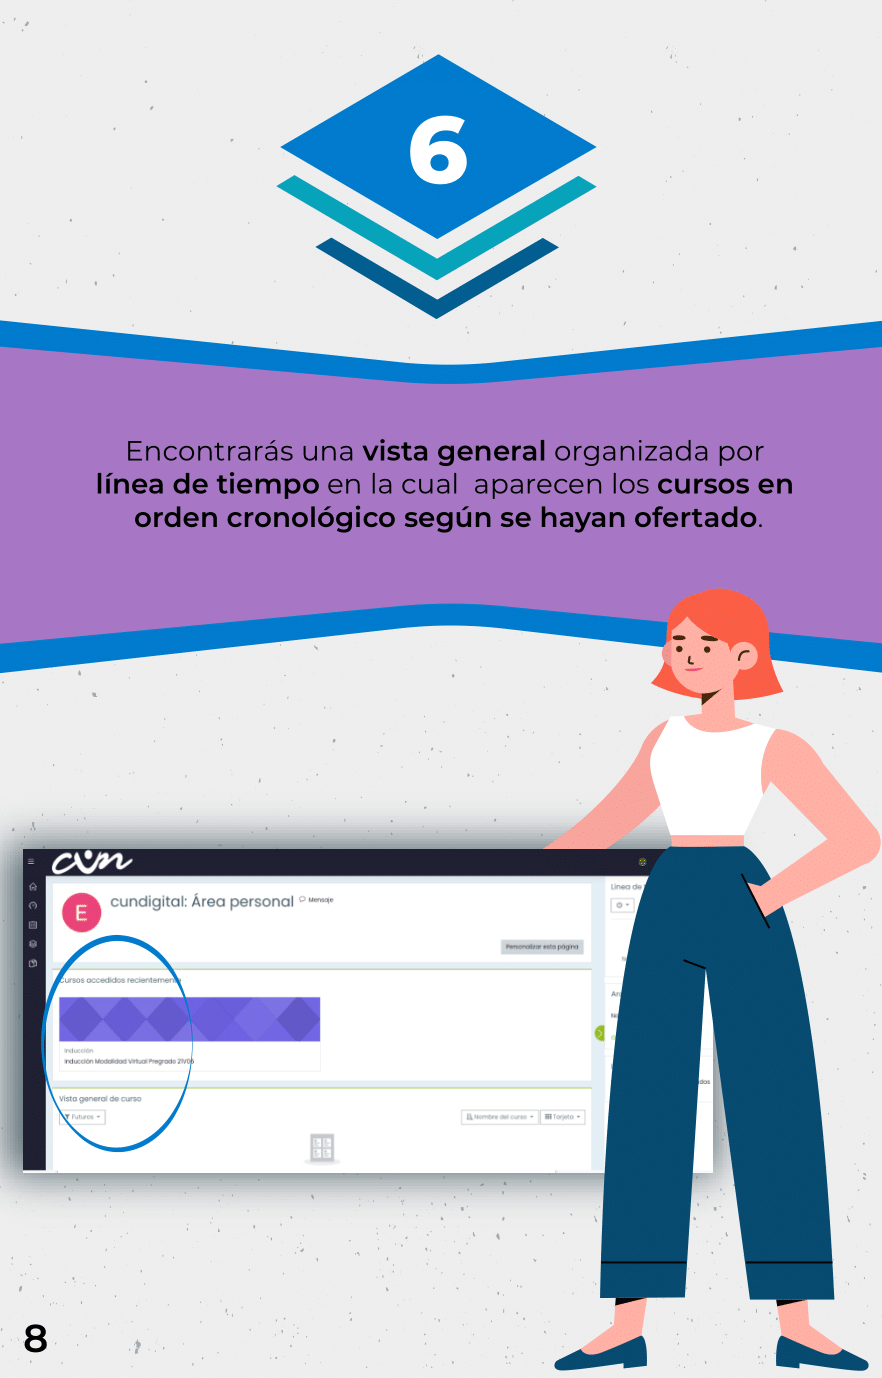 6
Encontrarás una vista general organizada por
línea de tiempo en la cual aparecen los cursos en
orden cronológico según se hayan ofertado.
cun
E
cundigital: Área personal
Mensaje
Personalizar esta página
Línea de
Cursos accedidos recientemente
Inducción
Inducción Modalidad Virtual Pregrado 21/06
Vista general de curso
Futuros
Nombre del curso
Tarjeta
8